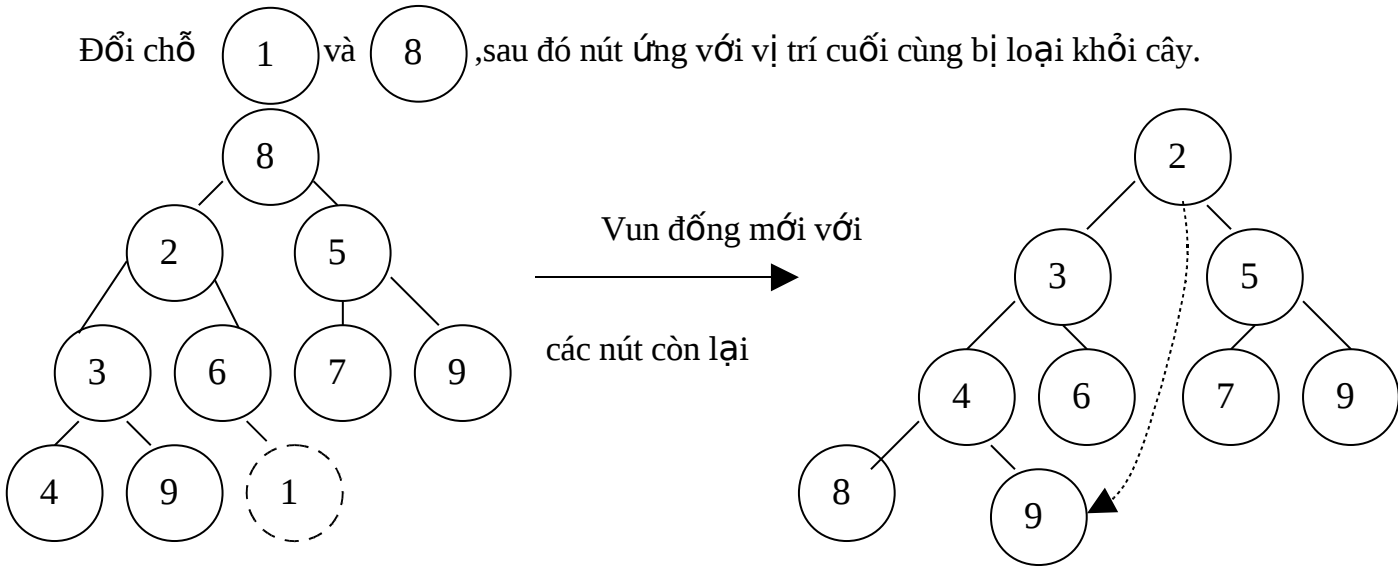 Đổi chỗ 1 và 8 ,sau đó nút ứng với vị trí cuối cùng bị loại khỏi cây.
8
2 5
3 6 7 9
4 9 1
Vun đống mới với
các nút còn lại
2
3 5
4 6 7 9
8 9